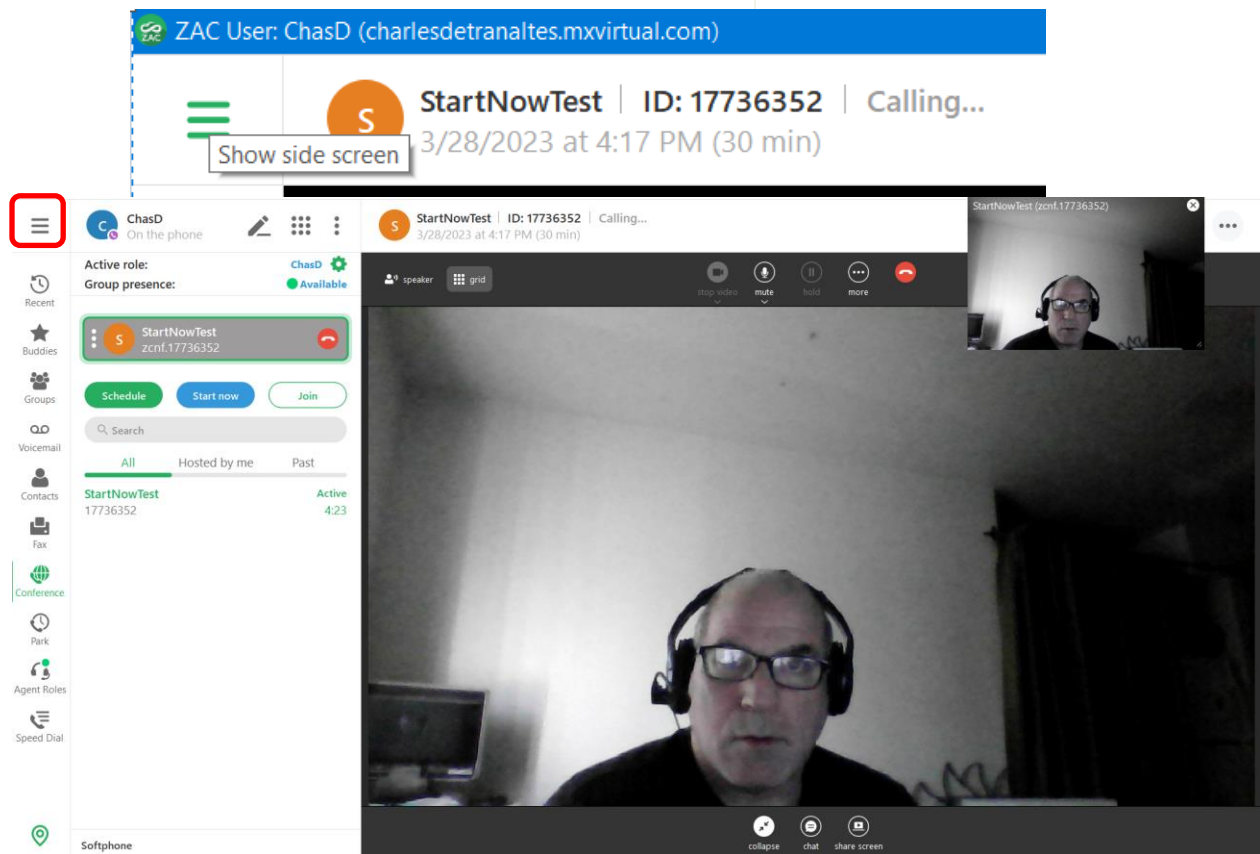 ZAC User: ChasD (charlesdetranaltes.mxvirtual.com)
ZAC
S
StartNowTest | ID: 17736352 | Calling...
3/28/2023 at 4:17 PM (30 min)
Show side screen
C
ChasD
On the phone
S
StartNowTest | ID: 17736352 | Calling...
3/28/2023 at 4:17 PM (30 min)
StartNowTest (zcnf.17736352)
Active role:
ChasD
Group presence:
Available
speaker
grid
stop video
mute
hold
more
Recent
Buddies
Groups
Voicemail
Contacts
Fax
Conference
Park
Agent Roles
Speed Dial
S
StartNowTest
zcnf.17736352
Schedule
Start now
Join
Search
All
Hosted by me
Past
StartNowTest
Active
17736352
4:23
Softphone
collapse
chat
share screen